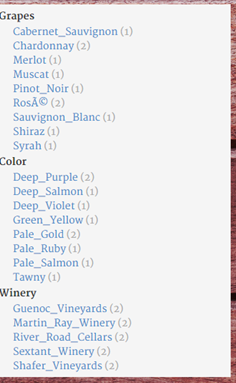 Grapes
Cabernet_Sauvignon (1)
Chardonnay (2)
Merlot (1)
Muscat (1)
Pinot_Noir (1)
RosÃ© (2)
Sauvignon_Blanc (1)
Shiraz (1)
Syrah (1)
Color
Deep_Purple (2)
Deep_Salmon (1)
Deep_Violet (1)
Green_Yellow (1)
Pale_Gold (2)
Pale_Ruby (1)
Pale_Salmon (1)
Tawny (1)
Winery
Guenoc_Vineyards (2)
Martin_Ray_Winery (2)
River_Road_Cellars (2)
Sextant_Winery (2)
Shafer_Vineyards (2)